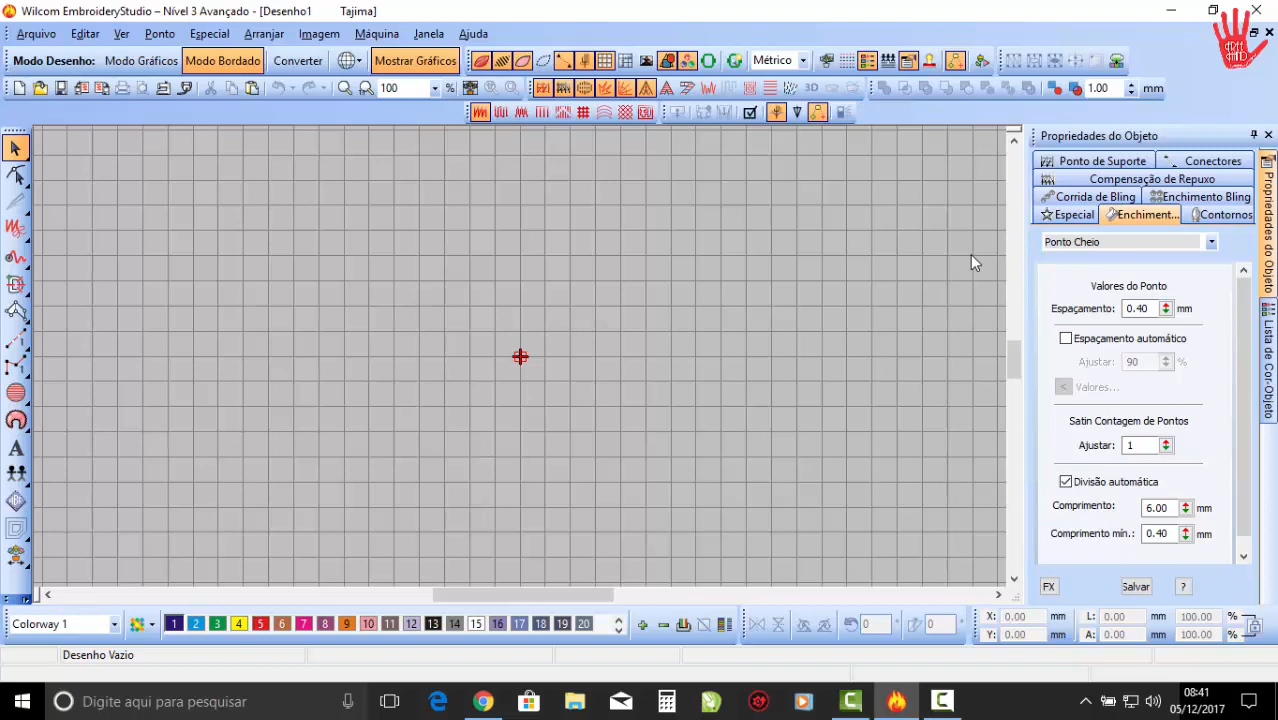 Wilcom EmbroideryStudio – Nível 3 Avançado - [Desenho1 Tajima]
Arquivo Editar Ver Ponto Especial Arranjar Imagem Máquina Janela Ajuda
Modo Desenho: Modo Gráficos Modo Bordado Converter Mostrar Gráficos Métrico
100 % 3D 1.00 mm
Propriedades do Objeto
Ponto de Suporte Conectores
Compensação de Repuxo
Corrida de Bling Enchimento Bling
Especial Enchiment... Contornos
Ponto Cheio
Valores do Ponto
Espaçamento: 0.40 mm
Espaçamento automático
Ajustar: 90 %
< Valores...
Satin Contagem de Pontos
Ajustar: 1
Divisão automática
Comprimento: 6.00 mm
Comprimento mín.: 0.40 mm
FX Salvar ?
Propriedades do Objeto
Lista de Cor-Objeto
Colorway 1 1 2 3 4 5 6 7 8 9 10 11 12 13 14 15 16 17 18 19 20 0 0
X: 0.00 mm L: 0.00 mm 100.00 %
Y: 0.00 mm A: 0.00 mm 100.00 %
Desenho Vazio
Digite aqui para pesquisar
08:41
05/12/2017